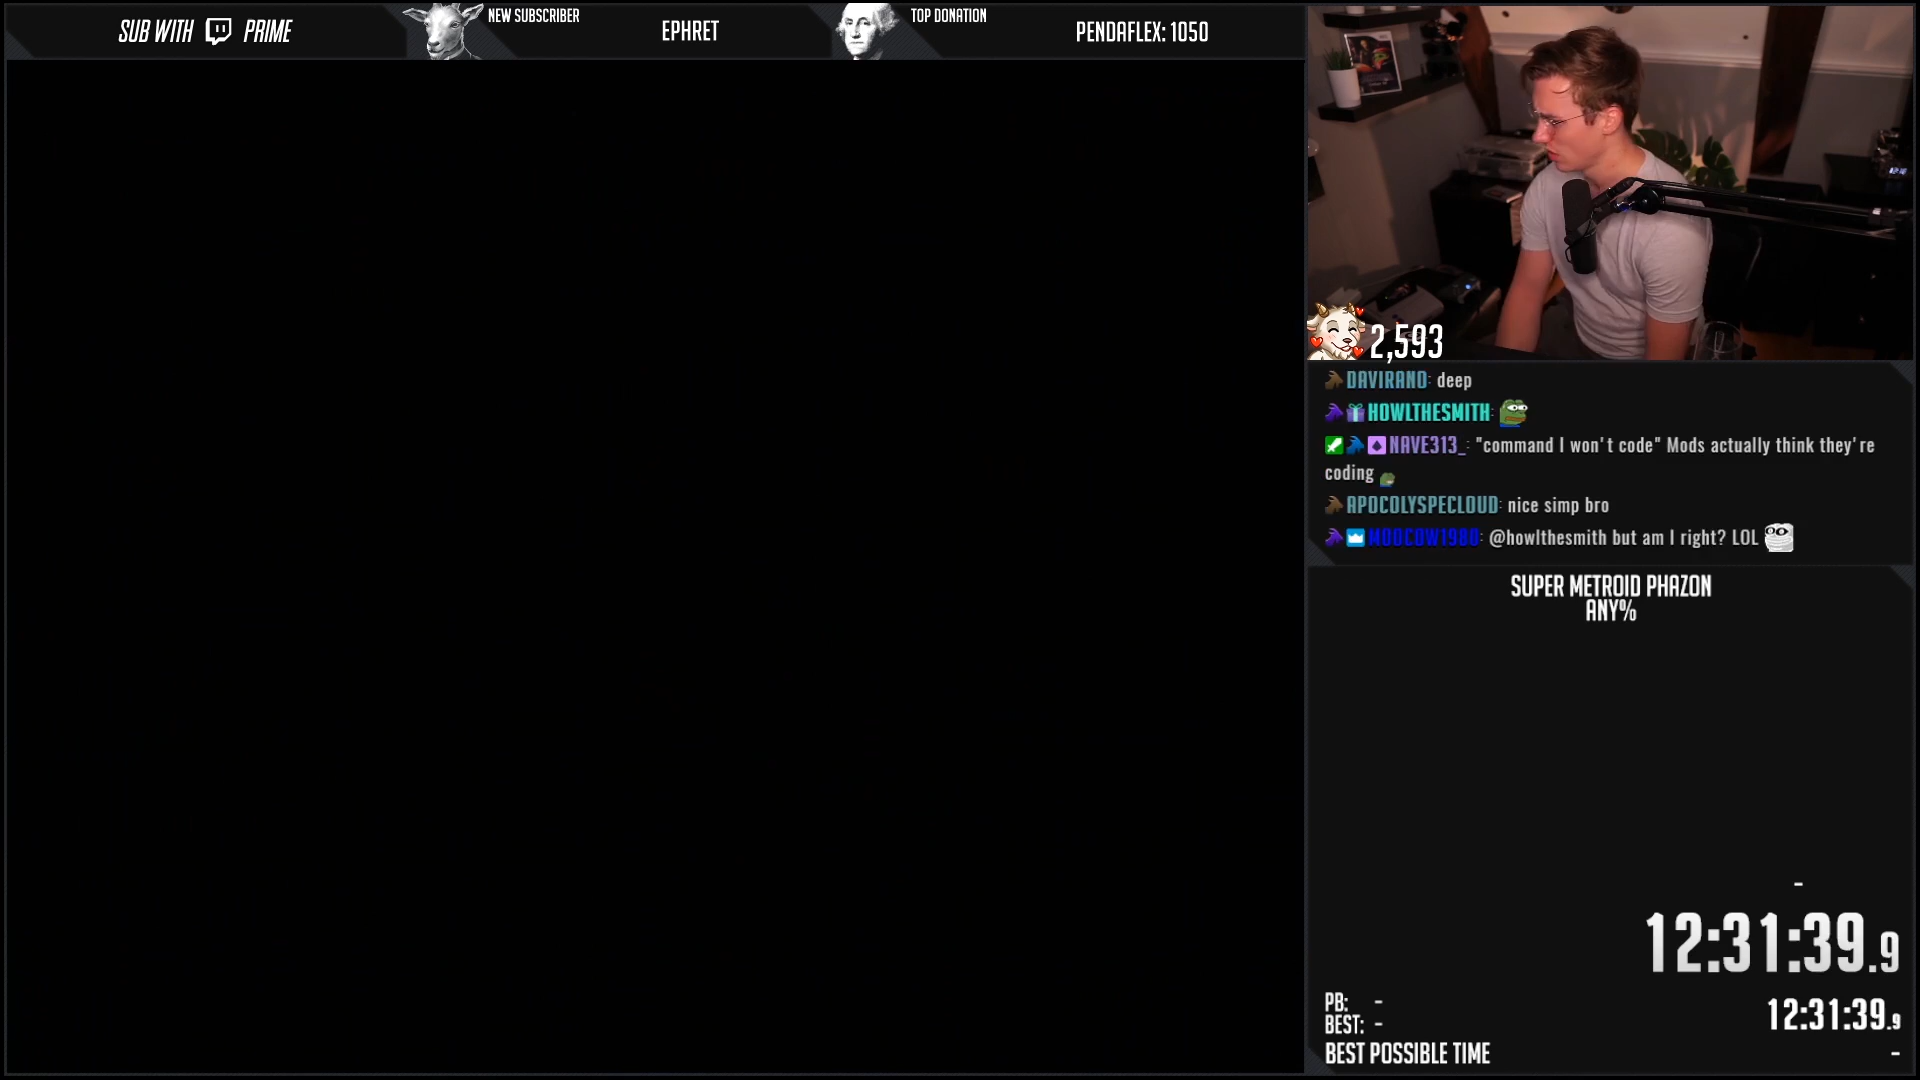 SUB WITH PRIME
NEW SUBSCRIBER
EPHRET
TOP DONATION
PENDAFLEX: 1050
2,593
DAVIRANO: deep
HOWLTHESMITH:
NAVE313_: "command I won't code" Mods actually think they're
coding
APOCOLYSPECLOUD: nice simp bro
MOOCOW1980: @howlthesmith but am I right? LOL
SUPER METROID PHAZON
ANY%
-
12:31:39.9
PB: -
12:31:39.9
BEST: -
BEST POSSIBLE TIME -